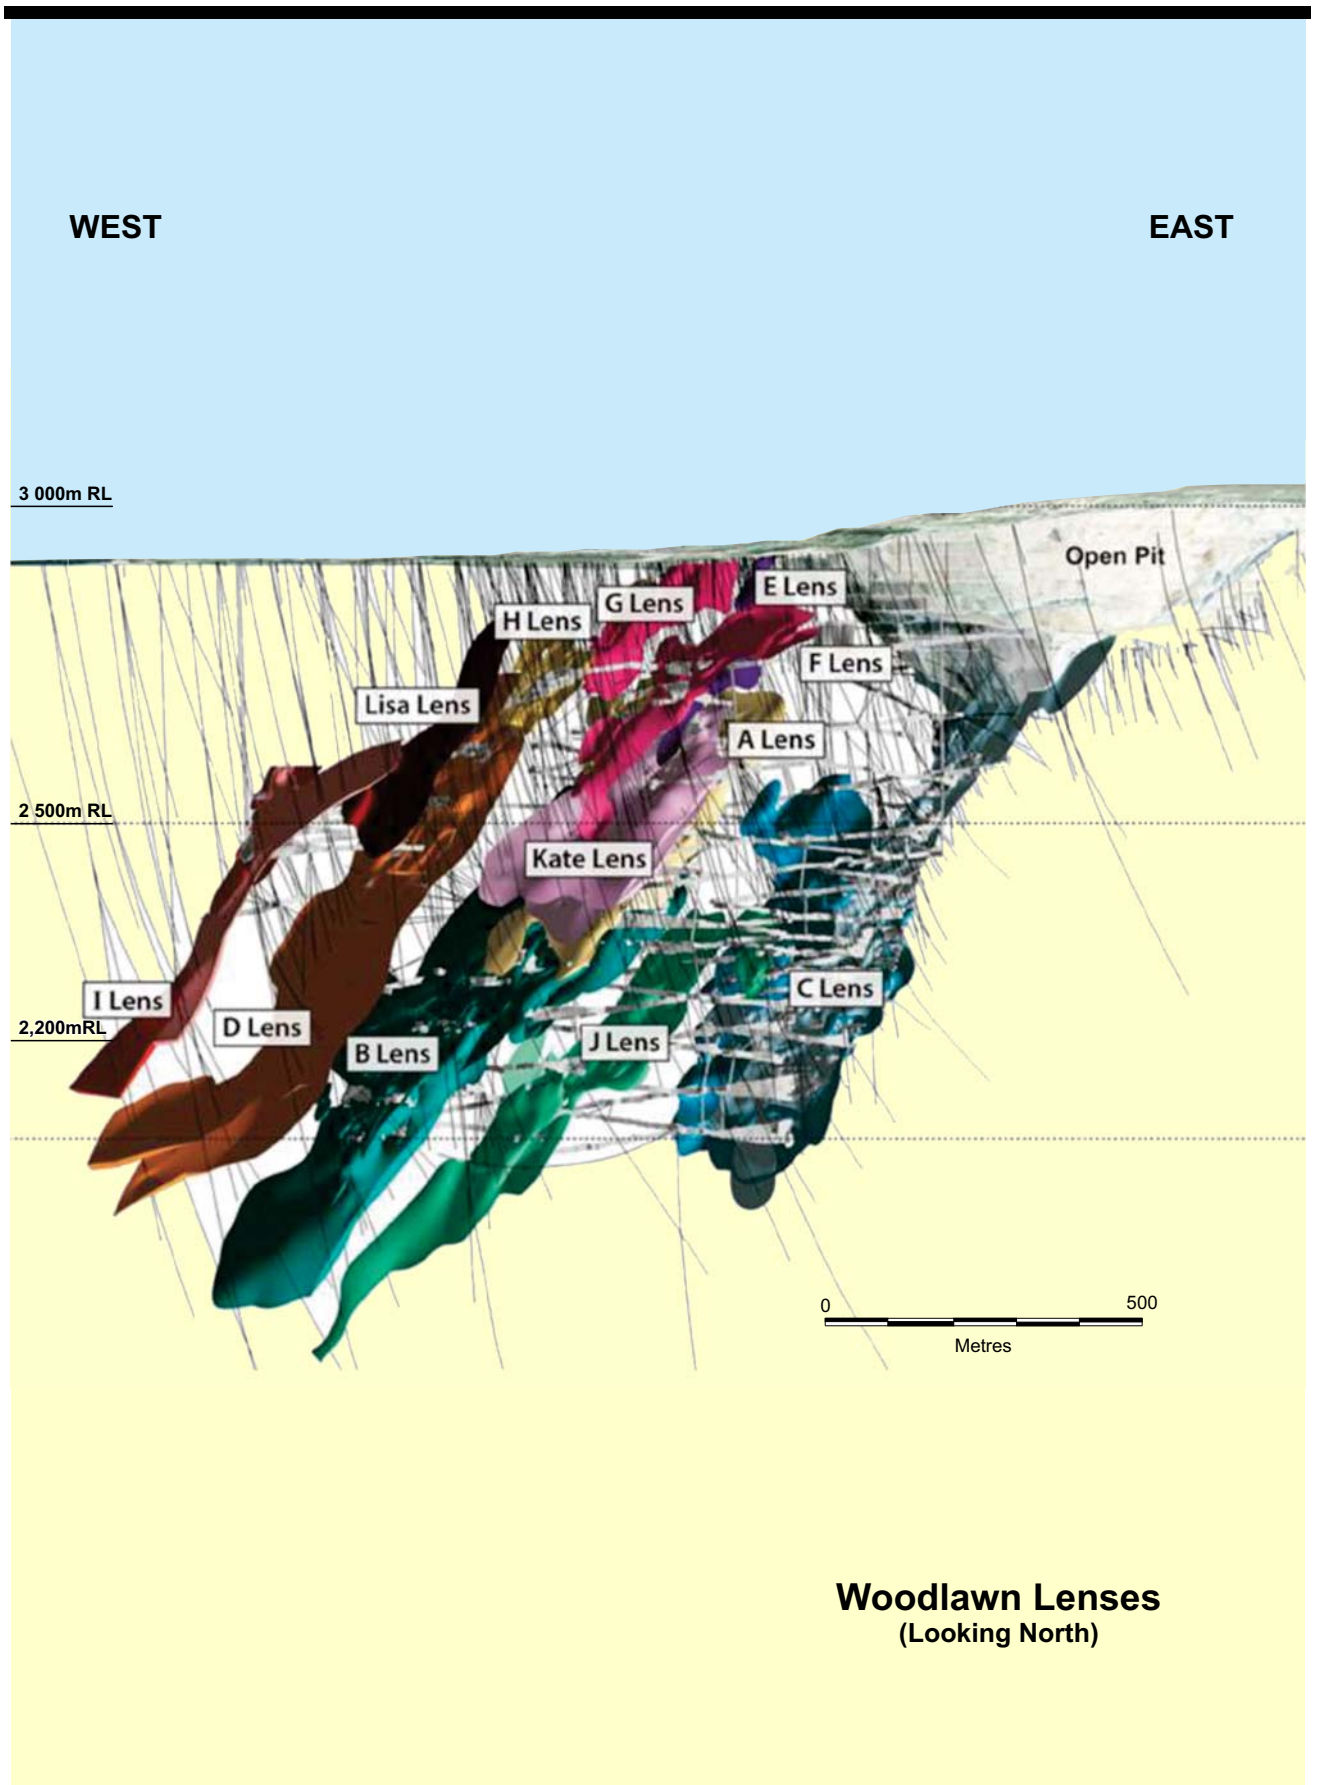 WEST
EAST
3 000m RL
Open Pit
E Lens
G Lens
H Lens
F Lens
Lisa Lens
A Lens
2 500m RL
Kate Lens
C Lens
I Lens
2,200mRL
D Lens
J Lens
B Lens
0
500
Metres
Woodlawn Lenses
(Looking North)